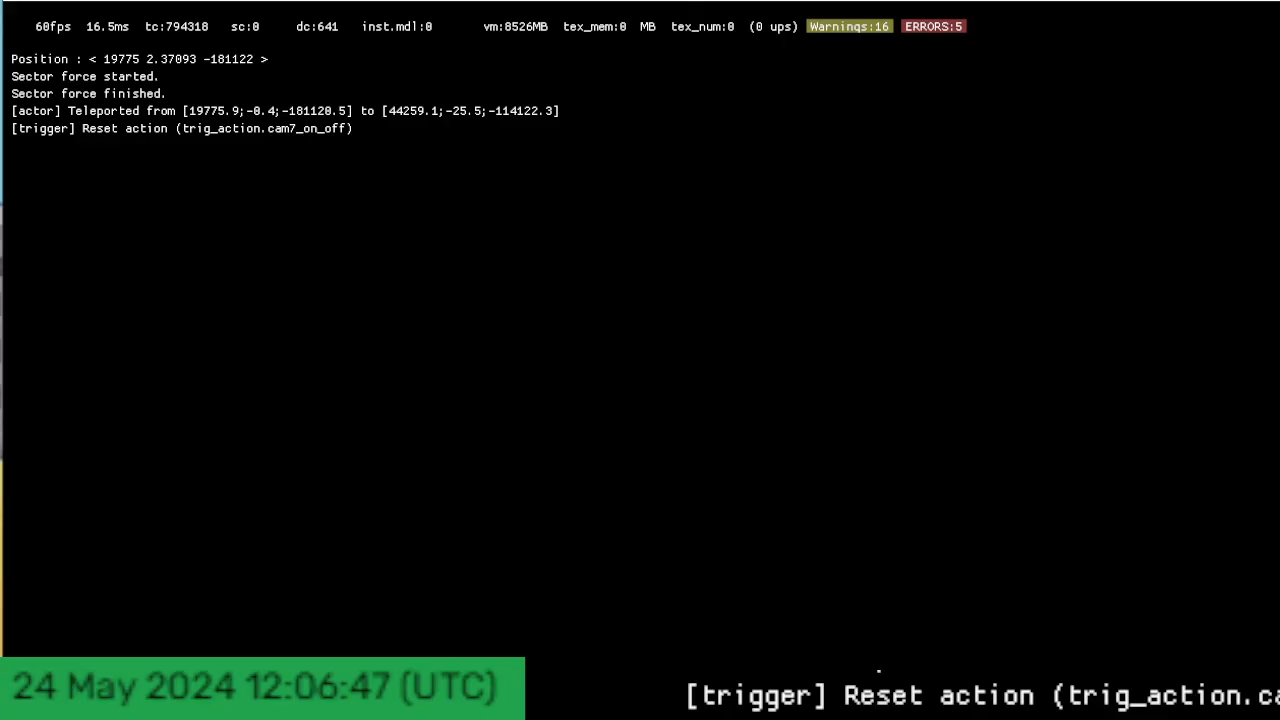 60fps 16.5ms tc:794318 sc:0 dc:641 inst.mdl:0 vm:8526MB tex_mem:0 MB tex_num:0 (0 ups) Warnings:16 ERRORS:5
Position : < 19775 2.37093 -181122 >
Sector force started.
Sector force finished.
[actor] Teleported from [19775.9;-0.4;-181120.5] to [44259.1;-25.5;-114122.3]
[trigger] Reset action (trig_action.cam7_on_off)
24 May 2024 12:06:47 (UTC)
[trigger] Reset action (trig_action.ca